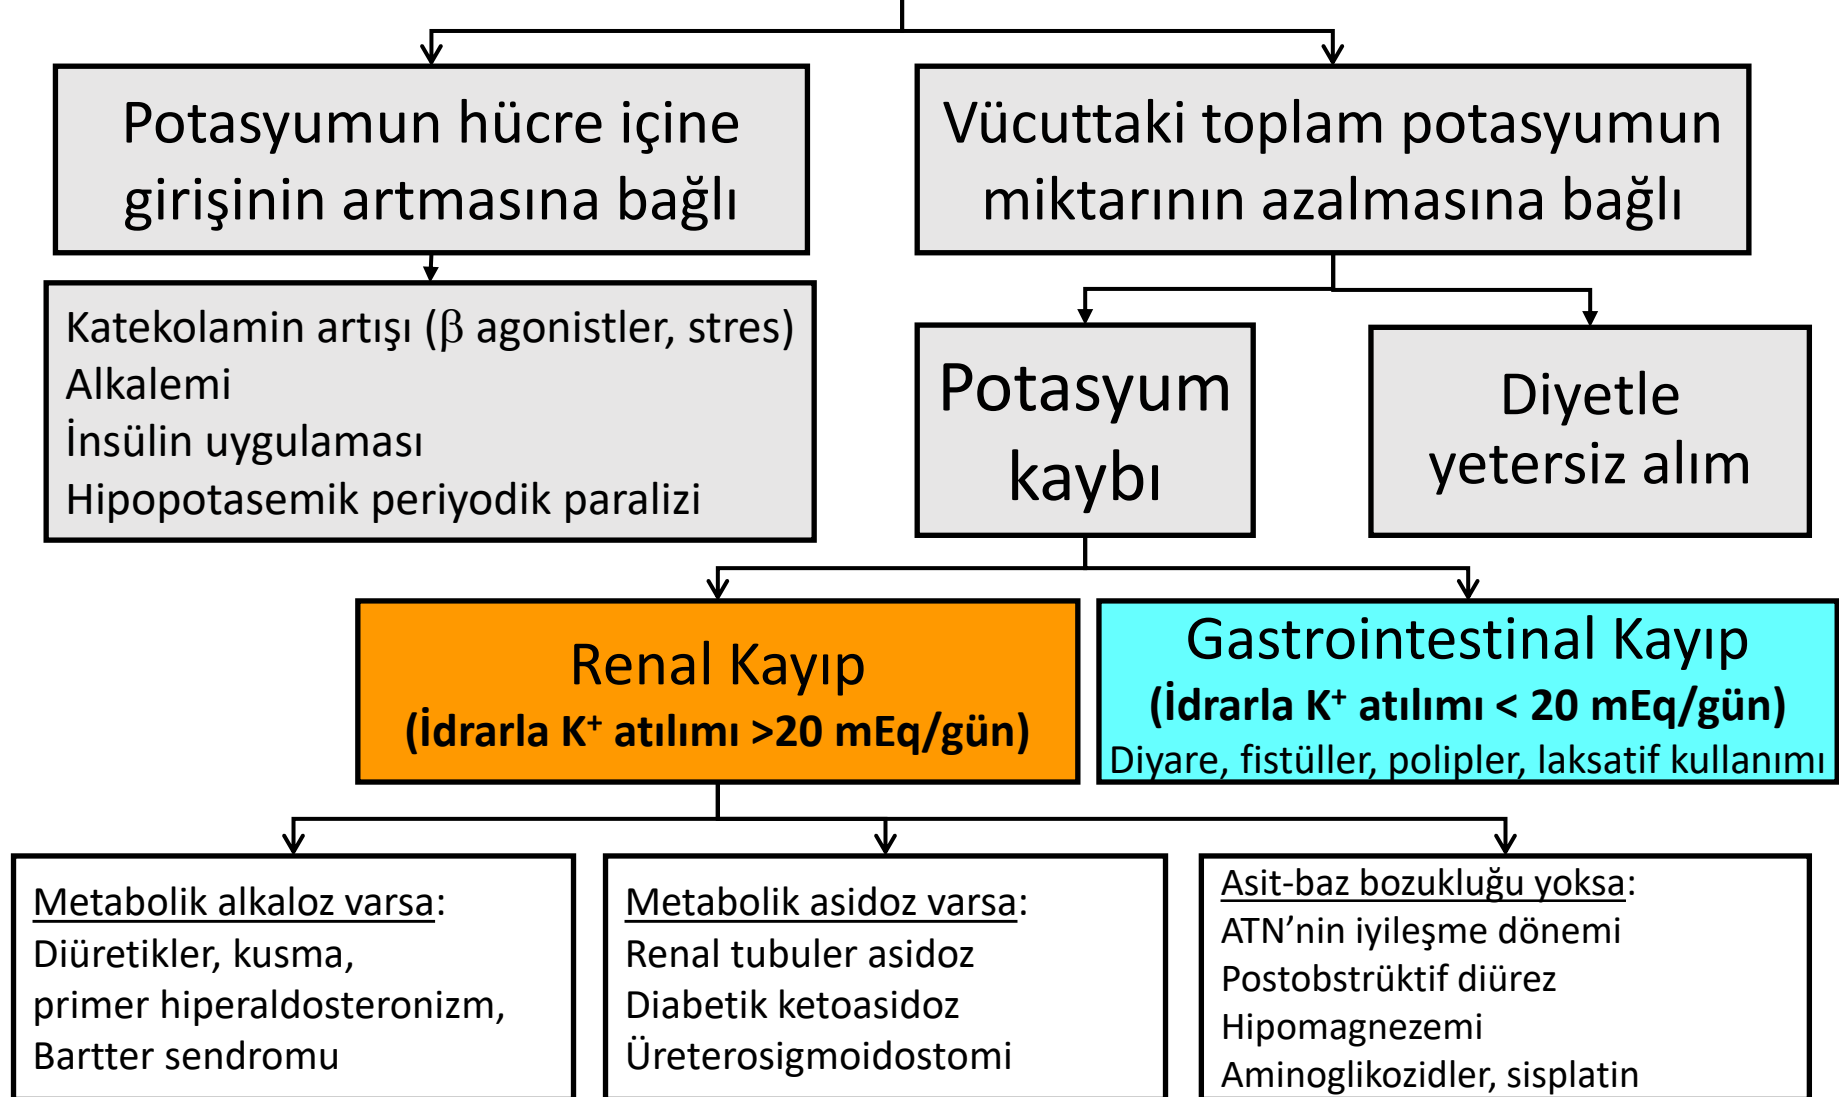 Potasyumun hücre içine
girişinin artmasına bağlı
Vücuttaki toplam potasyumun
miktarının azalmasına bağlı
Katekolamin artışı (β agonistler, stres)
Alkalemi
İnsülin uygulaması
Hipopotasemik periyodik paralizi
Potasyum
kaybı
Diyetle
yetersiz alım
Renal Kayıp
(İdrarla K⁺ atılımı >20 mEq/gün)
Gastrointestinal Kayıp
(İdrarla K⁺ atılımı < 20 mEq/gün)
Diyare, fistüller, polipler, laksatif kullanımı
Metabolik alkaloz varsa:
Diüretikler, kusma,
primer hiperaldosteronizm,
Bartter sendromu
Metabolik asidoz varsa:
Renal tubuler asidoz
Diabetik ketoasidoz
Üreterosigmoidostomi
Asit-baz bozukluğu yoksa:
ATN’nin iyileşme dönemi
Postobstrüktif diürez
Hipomagnezemi
Aminoglikozidler, sisplatin